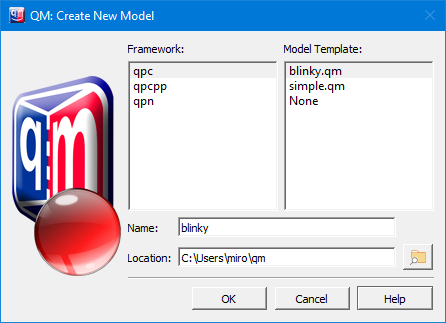 QM: Create New Model
Framework:
Model Template:
qpc
qpcpp
qpn
blinky.qm
simple.qm
None
qm
Name:
blinky
Location:
C:\Users\miro\qm
OK
Cancel
Help